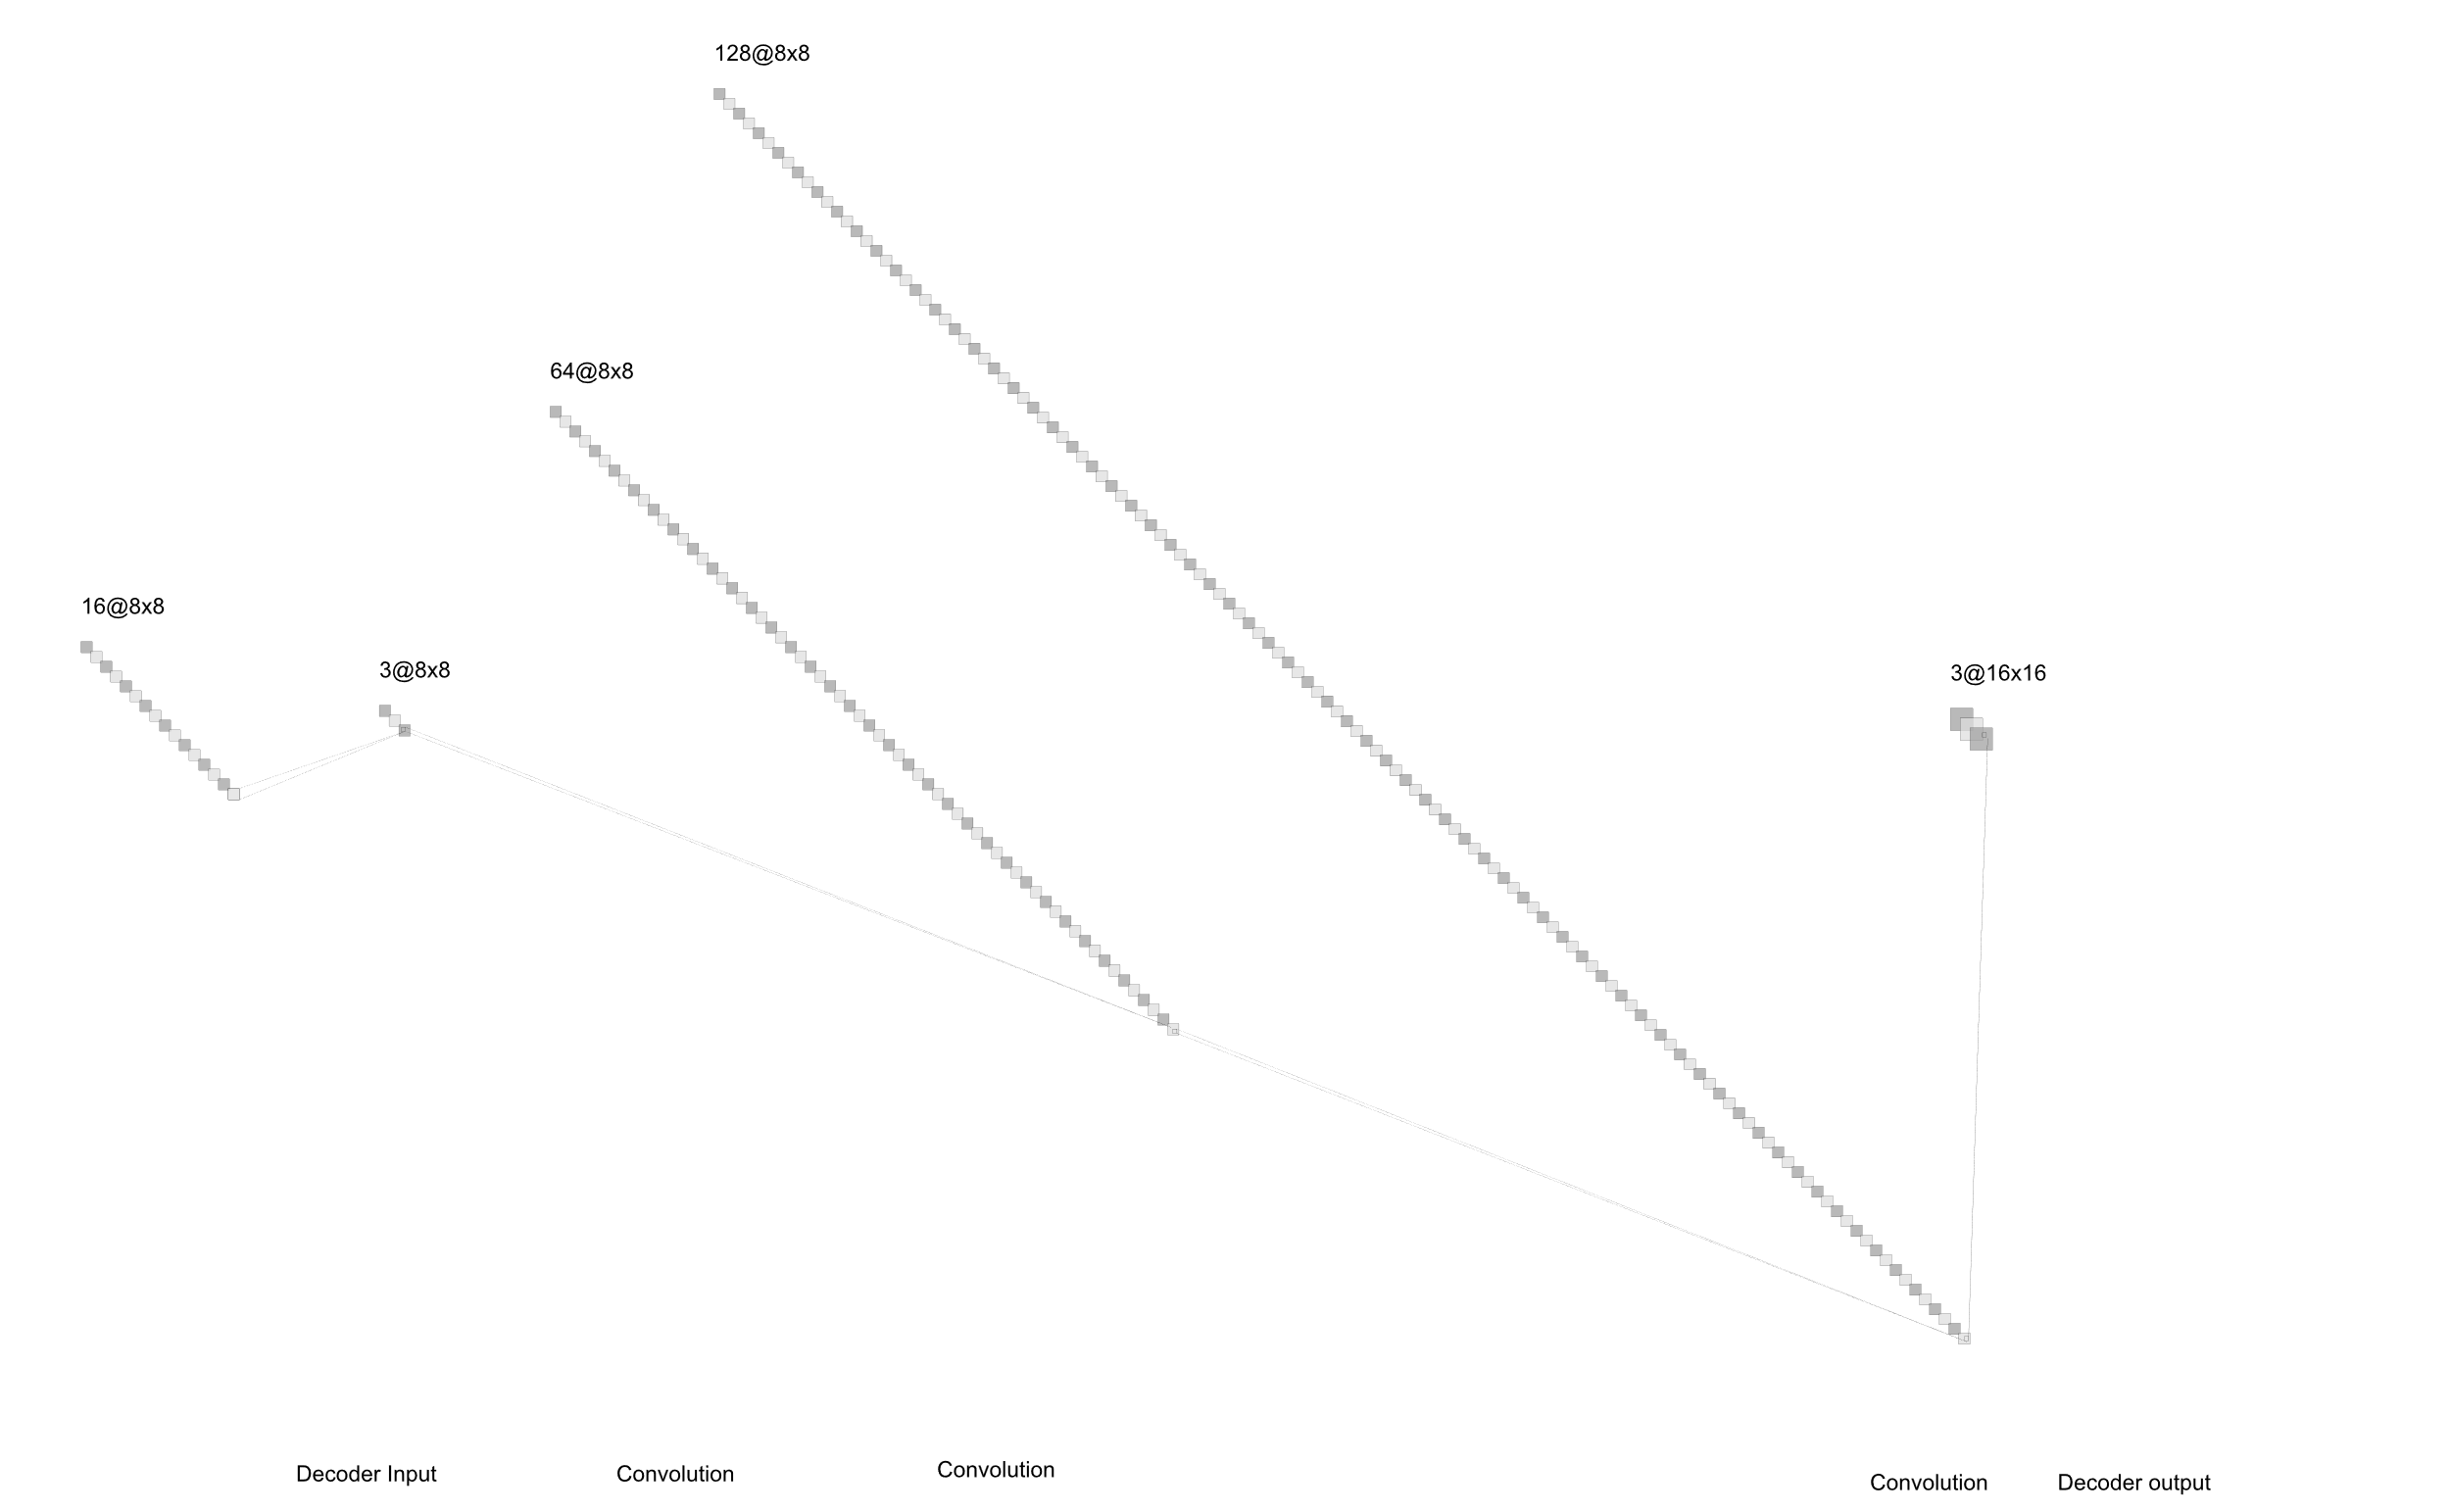 128@8x8
64@8x8
16@8x8
3@8x8
3@16x16
Decoder Input
Convolution
Convolution
Convolution
Decoder output